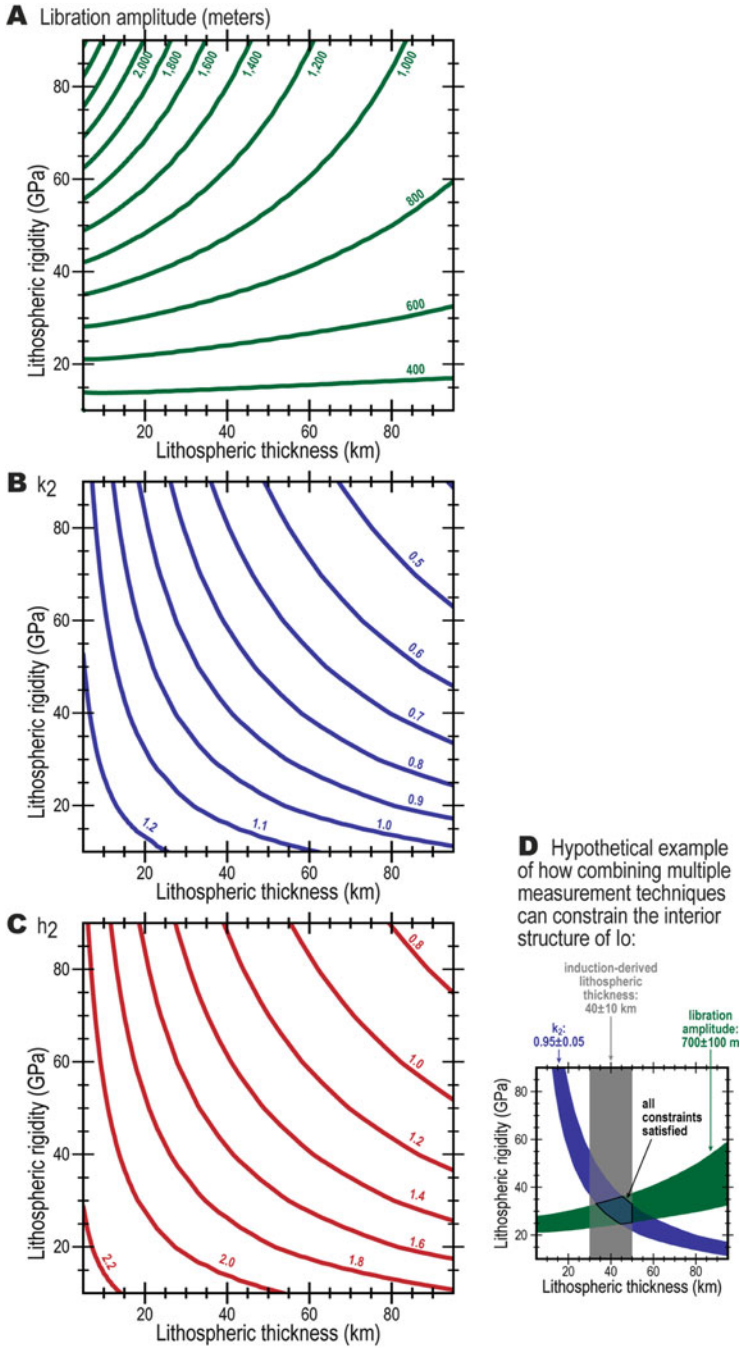 A Libration amplitude (meters)
2,000
1,800
1,600
1,400
1,200
1,000
800
600
400
80
60
40
20
Lithospheric rigidity (GPa)
20 40 60 80
Lithospheric thickness (km)
B k2
0.5
0.6
0.7
0.8
0.9
1.0
1.1
1.2
80
60
40
20
Lithospheric rigidity (GPa)
20 40 60 80
Lithospheric thickness (km)
C h2
0.8
1.0
1.2
1.4
1.6
1.8
2.0
2.2
80
60
40
20
Lithospheric rigidity (GPa)
20 40 60 80
Lithospheric thickness (km)
D Hypothetical example
of how combining multiple
measurement techniques
can constrain the interior
structure of Io:
induction-derived
lithospheric
thickness:
40±10 km
k2:
0.95±0.05
libration
amplitude:
700±100 m
all
constraints
satisfied
80
60
40
20
Lithospheric rigidity (GPa)
20 40 60 80
Lithospheric thickness (km)